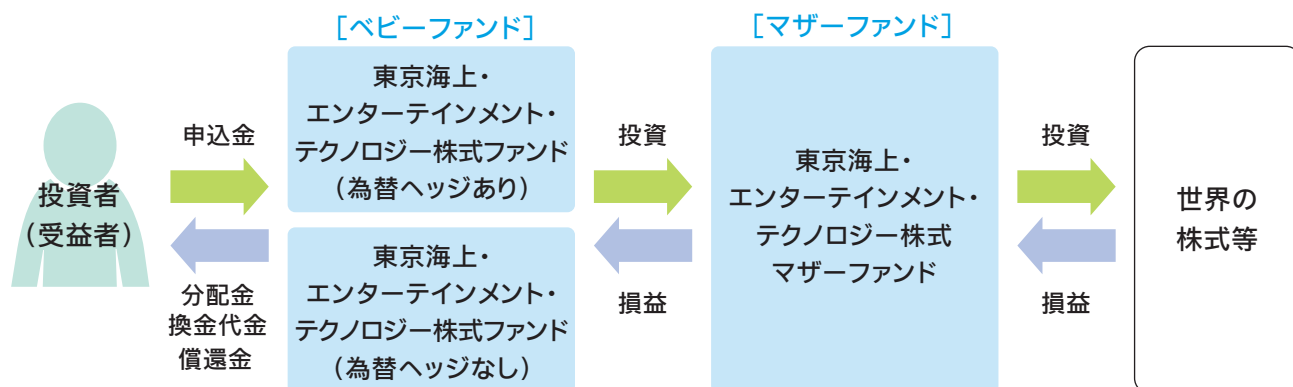 [ベビーファンド]
[マザーファンド]
投資者
(受益者)
申込金
分配金
換金代金
償還金
東京海上・
エンターテインメント・
テクノロジー株式ファンド
(為替ヘッジあり)
東京海上・
エンターテインメント・
テクノロジー株式ファンド
(為替ヘッジなし)
投資
損益
東京海上・
エンターテインメント・
テクノロジー株式
マザーファンド
投資
損益
世界の
株式等